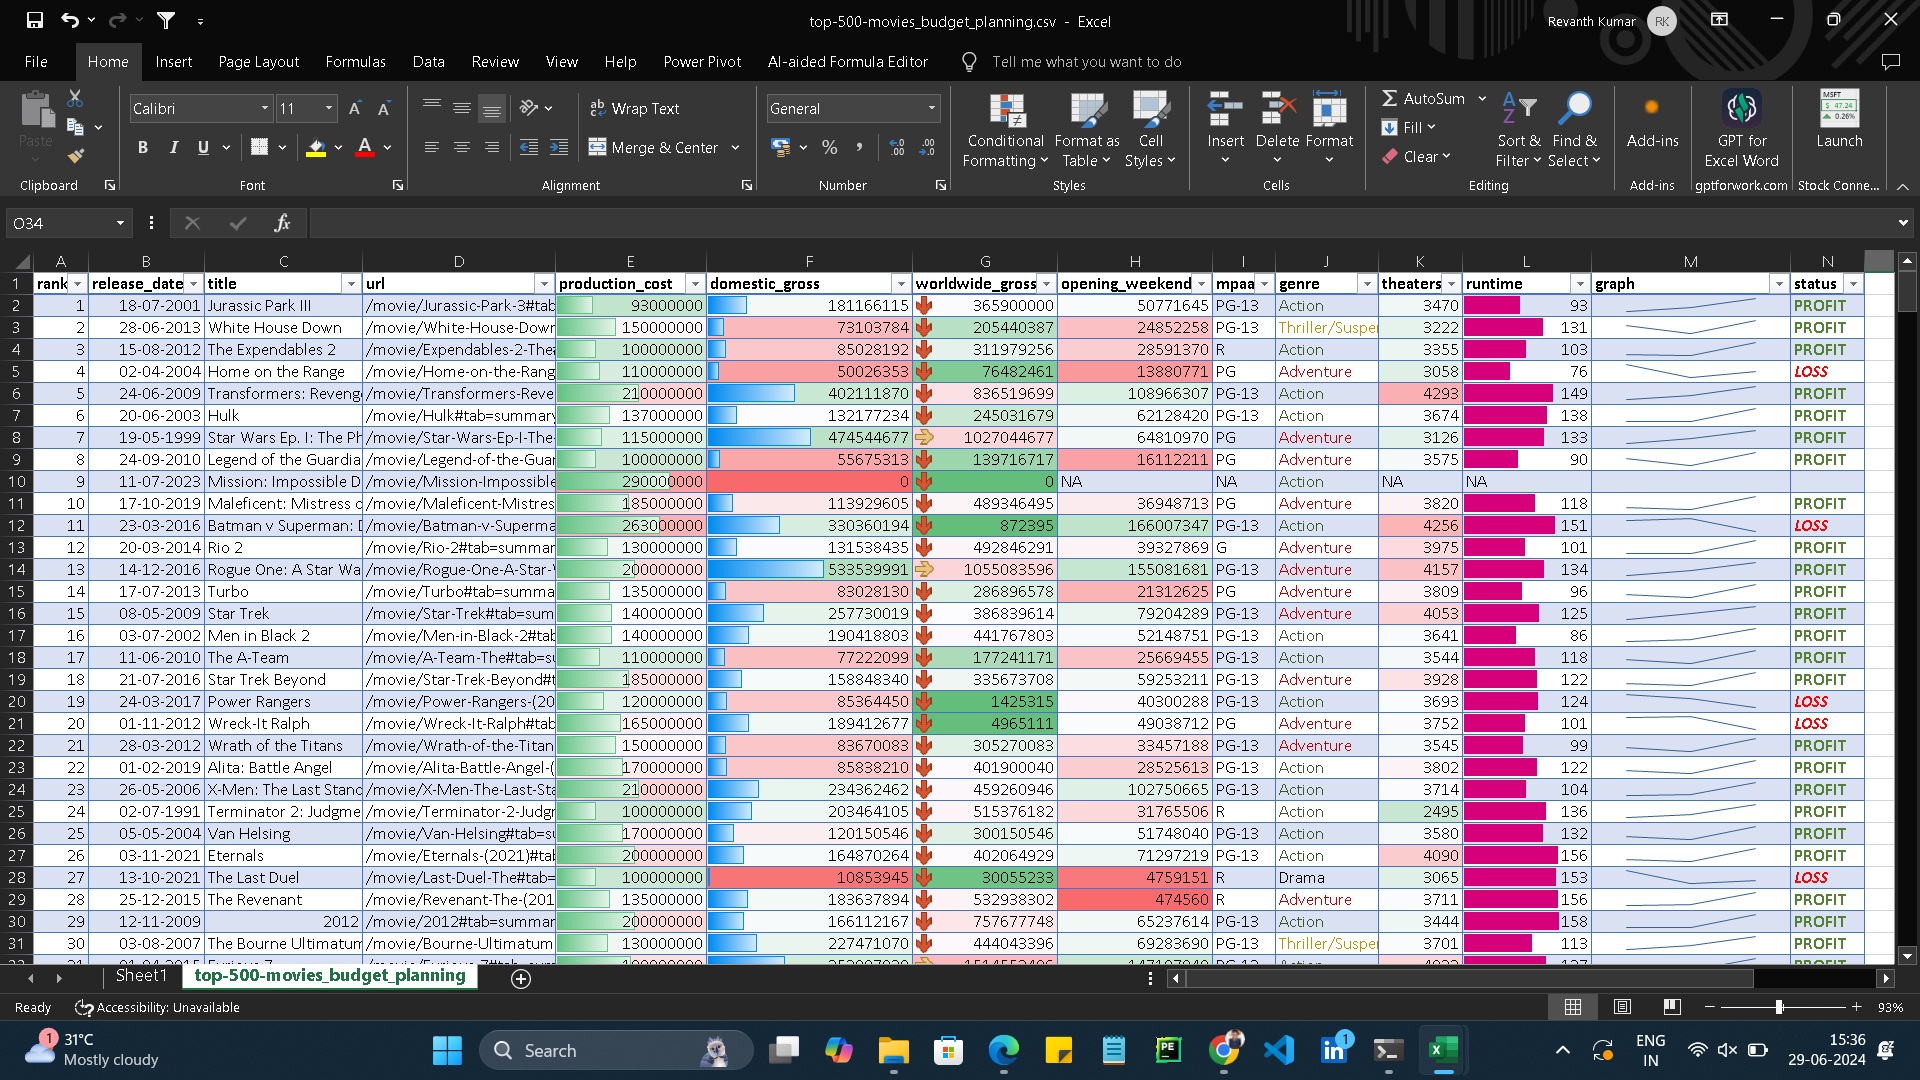 top-500-movies_budget_planning.csv - Excel
Revanth Kumar RK
File Home Insert Page Layout Formulas Data Review View Help Power Pivot AI-aided Formula Editor Tell me what you want to do
Paste Calibri 11 Wrap Text General Conditional Formatting Format as Table Cell Styles Insert Delete Format AutoSum Fill Clear Sort & Filter Find & Select Add-ins GPT for Excel Word MSFT $ 47.24 0.26% Launch
B I U A Merge & Center %
Clipboard Font Alignment Number Styles Cells Editing Add-ins gptforwork.com Stock Conne...
O34 fx
A B C D E F G H I J K L M N
1 rank release_date title url production_cost domestic_gross worldwide_gross opening_weekend mpaa genre theaters runtime graph status
2 1 18-07-2001 Jurassic Park III /movie/Jurassic-Park-3#tab 93000000 181166115 365900000 50771645 PG-13 Action 3470 93 PROFIT
3 2 28-06-2013 White House Down /movie/White-House-Down 150000000 73103784 205440387 24852258 PG-13 Thriller/Suspe 3222 131 PROFIT
4 3 15-08-2012 The Expendables 2 /movie/Expendables-2-The# 100000000 85028192 311979256 28591370 R Action 3355 103 PROFIT
5 4 02-04-2004 Home on the Range /movie/Home-on-the-Rang 110000000 50026353 76482461 13880771 PG Adventure 3058 76 LOSS
6 5 24-06-2009 Transformers: Reveng /movie/Transformers-Reve 210000000 402111870 836519699 108966307 PG-13 Action 4293 149 PROFIT
7 6 20-06-2003 Hulk /movie/Hulk#tab=summary 137000000 132177234 245031679 62128420 PG-13 Action 3674 138 PROFIT
8 7 19-05-1999 Star Wars Ep. I: The Ph /movie/Star-Wars-Ep-I-The- 115000000 474544677 1027044677 64810970 PG Adventure 3126 133 PROFIT
9 8 24-09-2010 Legend of the Guardia /movie/Legend-of-the-Guar 100000000 55675313 139716717 16112211 PG Adventure 3575 90 PROFIT
10 9 11-07-2023 Mission: Impossible D /movie/Mission-Impossible 290000000 0 0 NA NA Action NA NA
11 10 17-10-2019 Maleficent: Mistress o /movie/Maleficent-Mistres 185000000 113929605 489346495 36948713 PG Adventure 3820 118 PROFIT
12 11 23-03-2016 Batman v Superman: D /movie/Batman-v-Superma 263000000 330360194 872395 166007347 PG-13 Action 4256 151 LOSS
13 12 20-03-2014 Rio 2 /movie/Rio-2#tab=summar 130000000 131538435 492846291 39327869 G Adventure 3975 101 PROFIT
14 13 14-12-2016 Rogue One: A Star Wa /movie/Rogue-One-A-Star- 200000000 533539991 1055083596 155081681 PG-13 Adventure 4157 134 PROFIT
15 14 17-07-2013 Turbo /movie/Turbo#tab=summa 135000000 83028130 286896578 21312625 PG Adventure 3809 96 PROFIT
16 15 08-05-2009 Star Trek /movie/Star-Trek#tab=sum 140000000 257730019 386839614 79204289 PG-13 Adventure 4053 125 PROFIT
17 16 03-07-2002 Men in Black 2 /movie/Men-in-Black-2#tab 140000000 190418803 441767803 52148751 PG-13 Action 3641 86 PROFIT
18 17 11-06-2010 The A-Team /movie/A-Team-The#tab=su 110000000 77222099 177241171 25669455 PG-13 Action 3544 118 PROFIT
19 18 21-07-2016 Star Trek Beyond /movie/Star-Trek-Beyond#t 185000000 158848340 335673708 59253211 PG-13 Action 3928 122 PROFIT
20 19 24-03-2017 Power Rangers /movie/Power-Rangers-(20 120000000 85364450 1425315 40300288 PG-13 Action 3693 124 LOSS
21 20 01-11-2012 Wreck-It Ralph /movie/Wreck-It-Ralph#tab 165000000 189412677 4965111 49038712 PG Adventure 3752 101 LOSS
22 21 28-03-2012 Wrath of the Titans /movie/Wrath-of-the-Titan 150000000 83670083 305270083 33457188 PG-13 Adventure 3545 99 PROFIT
23 22 01-02-2019 Alita: Battle Angel /movie/Alita-Battle-Angel-( 170000000 85838210 401900040 28525613 PG-13 Action 3802 122 PROFIT
24 23 26-05-2006 X-Men: The Last Stand /movie/X-Men-The-Last-Sta 210000000 234362462 459260946 102750665 PG-13 Action 3714 104 PROFIT
25 24 02-07-1991 Terminator 2: Judgme /movie/Terminator-2-Judgr 100000000 203464105 515376182 31765506 R Action 2495 136 PROFIT
26 25 05-05-2004 Van Helsing /movie/Van-Helsing#tab=su 170000000 120150546 300150546 51748040 PG-13 Action 3580 132 PROFIT
27 26 03-11-2021 Eternals /movie/Eternals-(2021)#tab 200000000 164870264 402064929 71297219 PG-13 Action 4090 156 PROFIT
28 27 13-10-2021 The Last Duel /movie/Last-Duel-The#tab= 100000000 10853945 30055233 4759151 R Drama 3065 153 LOSS
29 28 25-12-2015 The Revenant /movie/Revenant-The-(201 135000000 183637894 532938302 474560 R Adventure 3711 156 PROFIT
30 29 12-11-2009 2012 /movie/2012#tab=summar 200000000 166112167 757677748 65237614 PG-13 Action 3444 158 PROFIT
31 30 03-08-2007 The Bourne Ultimatum /movie/Bourne-Ultimatum 130000000 227471070 444043396 69283690 PG-13 Thriller/Suspe 3701 113 PROFIT
Sheet1 top-500-movies_budget_planning
Ready Accessibility: Unavailable 93%
1 31°C Mostly cloudy Search 1 ENG IN 15:36 29-06-2024